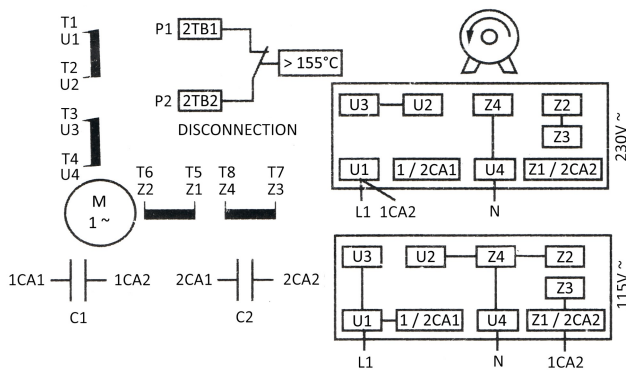 T1
U1
T2
U2
T3
U3
T4
U4
M
1 ~
T6 T5 T8 T7
Z2 Z1 Z4 Z3
1CA1 1CA2
C1
2CA1 2CA2
C2
P1 2TB1
> 155°C
P2 2TB2
DISCONNECTION
U3 U2 Z4 Z2
Z3
U1 1 / 2CA1 U4 Z1 / 2CA2
L1 1CA2 N
230V ~
U3 U2 Z4 Z2
Z3
U1 1 / 2CA1 U4 Z1 / 2CA2
L1 N 1CA2
115V ~